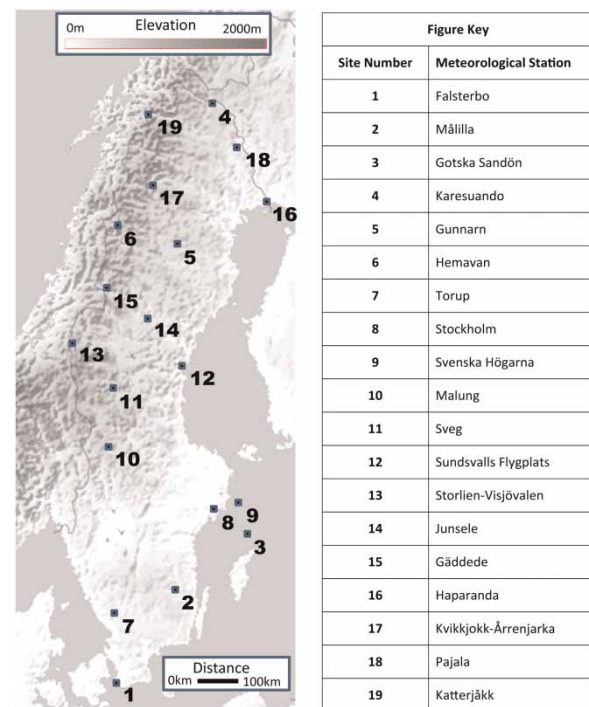 0m Elevation 2000m
19
4
18
17
16
6
5
15
14
13
12
11
10
9
8
3
2
7
Distance
0km 100km
1
Figure Key
Site Number Meteorological Station
1 Falsterbo
2 Målilla
3 Gotska Sandön
4 Karesuando
5 Gunnarn
6 Hemavan
7 Torup
8 Stockholm
9 Svenska Högarna
10 Malung
11 Sveg
12 Sundsvalls Flygplats
13 Storlien-Visjövalen
14 Junsele
15 Gäddede
16 Haparanda
17 Kvikkjokk-Årrenjarka
18 Pajala
19 Katterjåkk